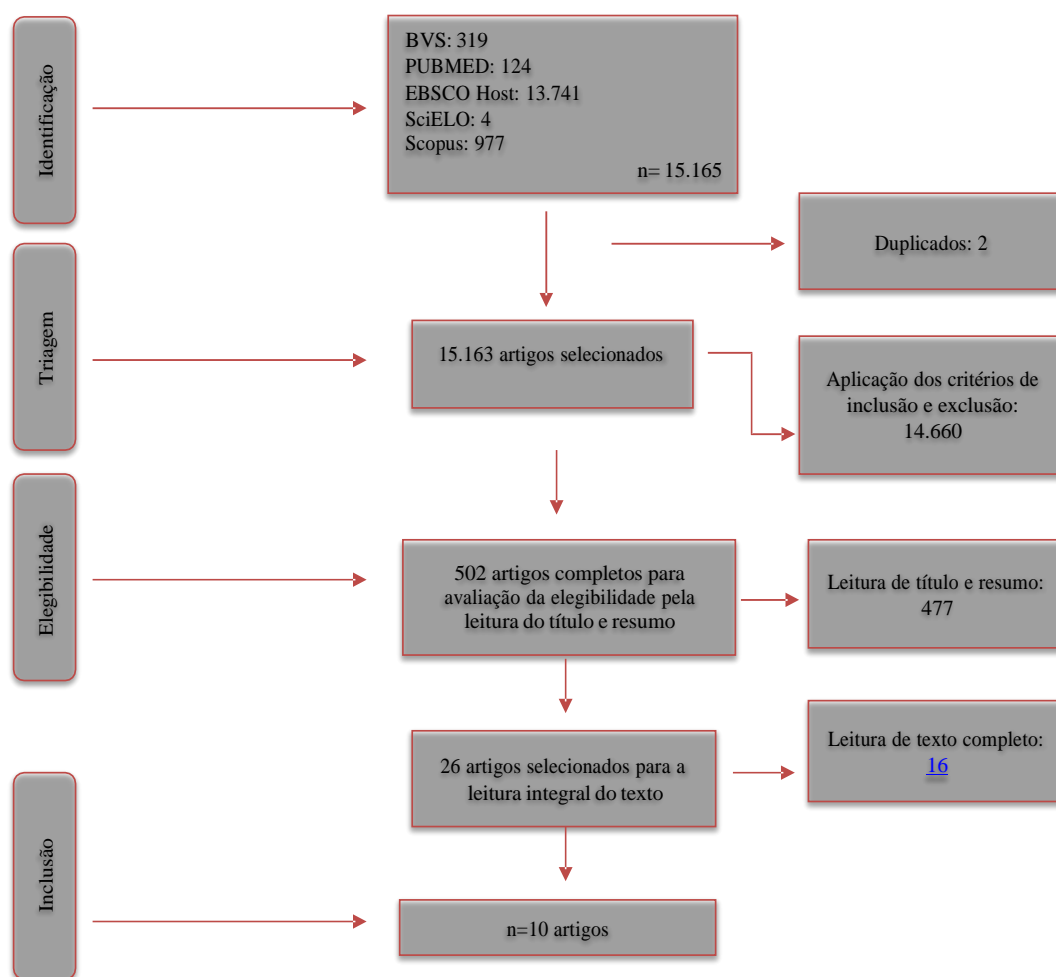 Identificação
BVS: 319
PUBMED: 124
EBSCO Host: 13.741
SciELO: 4
Scopus: 977
n= 15.165
Duplicados: 2
Triagem
15.163 artigos selecionados
Aplicação dos critérios de
inclusão e exclusão:
14.660
Elegibilidade
502 artigos completos para
avaliação da elegibilidade pela
leitura do título e resumo
Leitura de título e resumo:
477
26 artigos selecionados para a
leitura integral do texto
Leitura de texto completo:
16
Inclusão
n=10 artigos